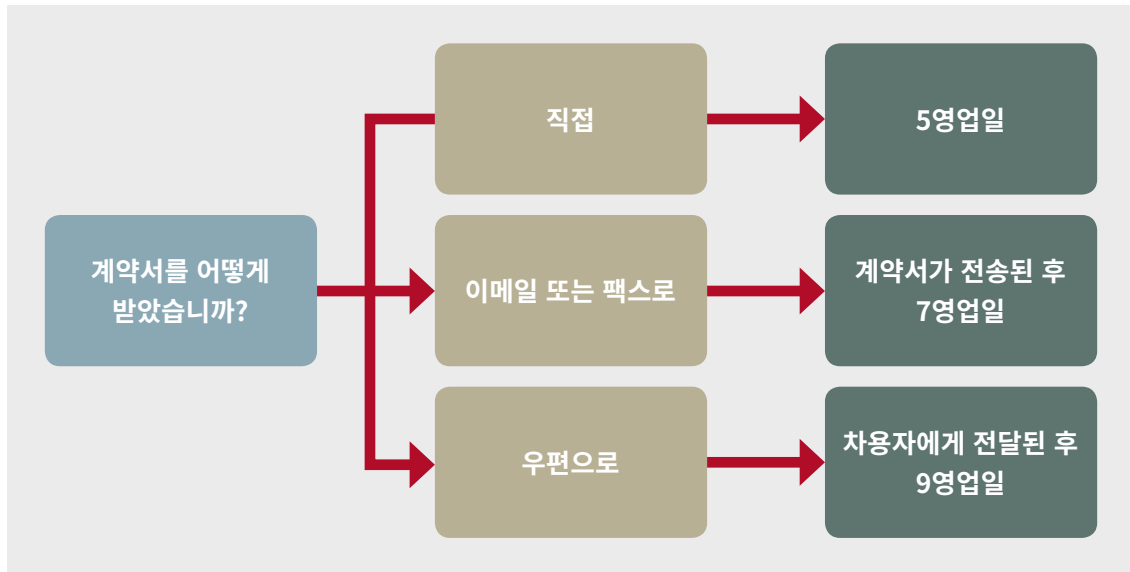 계약서를 어떻게
받았습니까?
직접
5영업일
이메일 또는 팩스로
계약서가 전송된 후
7영업일
우편으로
차용자에게 전달된 후
9영업일